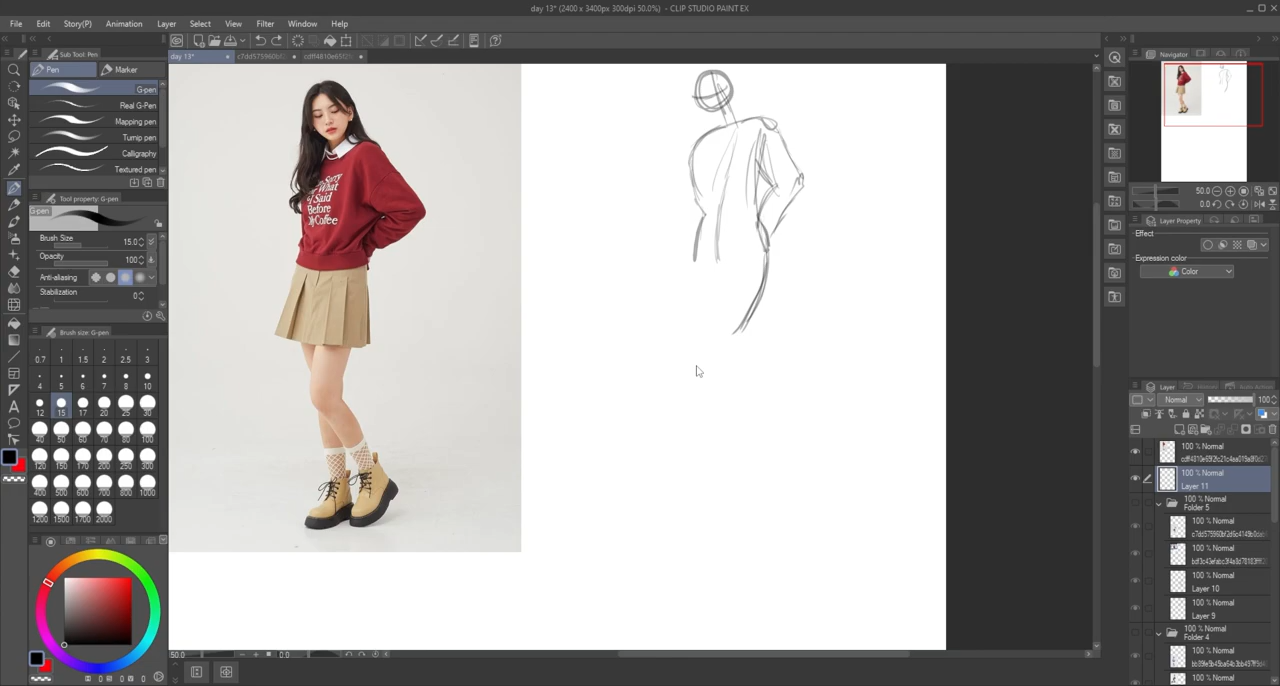 day 13* (2400 x 3400px 300dpi 50.0%) - CLIP STUDIO PAINT EX
File Edit Story(P) Animation Layer Select View Filter Window Help
Sub Tool: Pen
day 13*
Pen
Marker
G-pen
Real G-Pen
Mapping pen
Turnip pen
Calligraphy
Textured pen
Tool property: G-pen
G-pen
Brush Size 15.0
Opacity 100
Anti-aliasing
Stabilization 0
Brush size: G-pen
0.7 1 1.5 2 2.5 3
4 5 6 7 8 10
12 15 17 20 25 30
40 50 60 70 80 100
120 150 170 200 250 300
400 500 600 700 800 1000
1200 1500 1700 2000
Sorry
What
I Said
Before
Coffee
50.0
0.0
Navigator
50.0
0.0
Layer Property
Effect
Expression color
Color
Layer
Normal 100
100 % Normal
100 % Normal
Layer 11
100 % Normal
Folder 5
100 % Normal
100 % Normal
100 % Normal
Layer 10
100 % Normal
Layer 9
100 % Normal
Folder 4
100 % Normal
100 % Normal